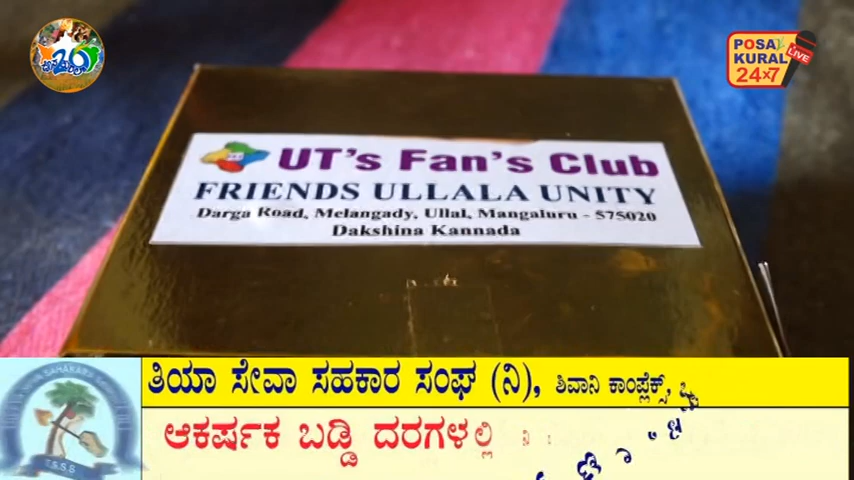 POSA
KURAL
LIVE
24x7
UT's Fan's Club
FRIENDS ULLALA UNITY
Darga Road, Melangady, Ullal, Mangaluru - 575020
Dakshina Kannada
ತಿಯಾ ಸೇವಾ ಸಹಕಾರ ಸಂಘ (ನಿ), ಶಿವಾನಿ ಕಾಂಪ್ಲೆಕ್ಸ್,
ಆಕರ್ಷಕ ಬಡ್ಡಿ ದರಗಳಲ್ಲಿ
T.S.S.S